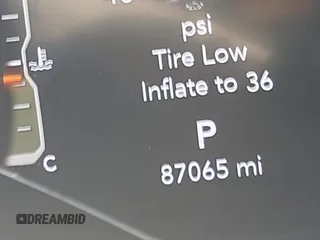 psi
Tire Low
Inflate to 36
P
87065 mi
C
DREAMBID